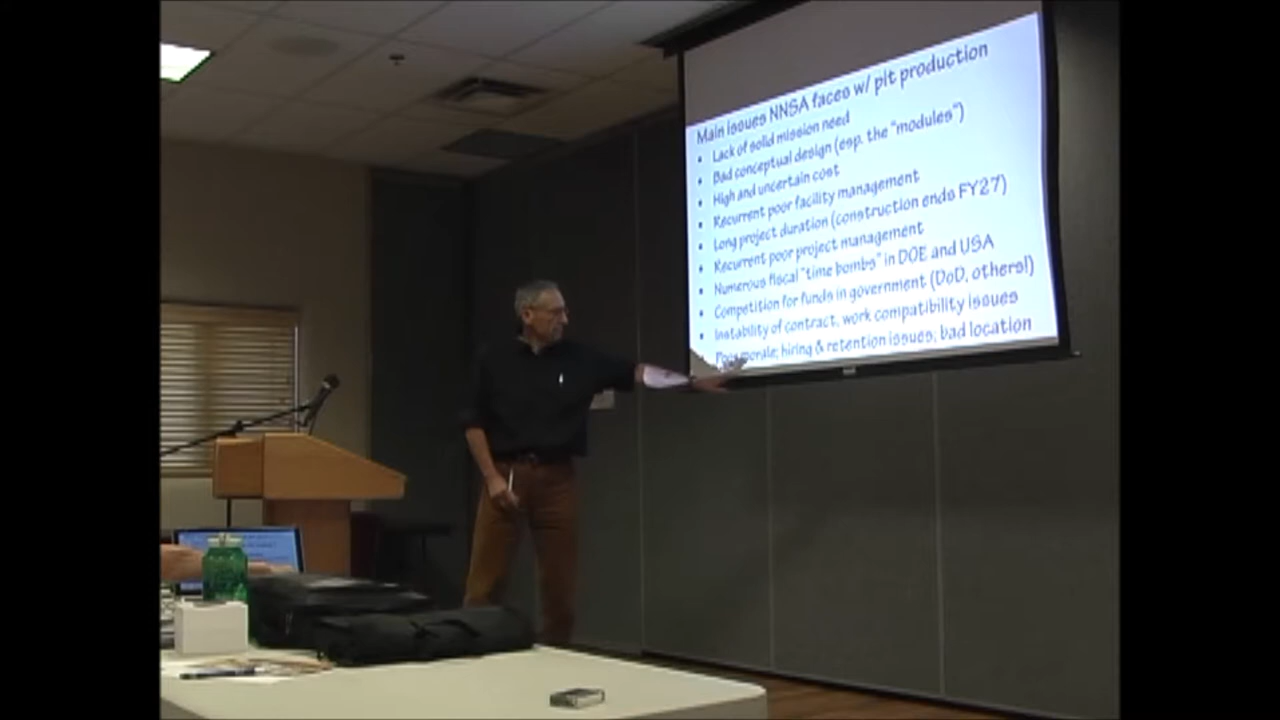 Main issues NNSA faces w/ pit production
• Lack of solid mission need
• Bad conceptual design (esp. the "modules")
• High and uncertain cost
• Recurrent poor facility management
• Long project duration (construction ends FY27)
• Recurrent poor project management
• Numerous fiscal "time bombs" in DOE and USA
• Competition for funds in government (DoD, others!)
• Instability of contract, work compatibility issues
• Poor morale; hiring & retention issues; bad location